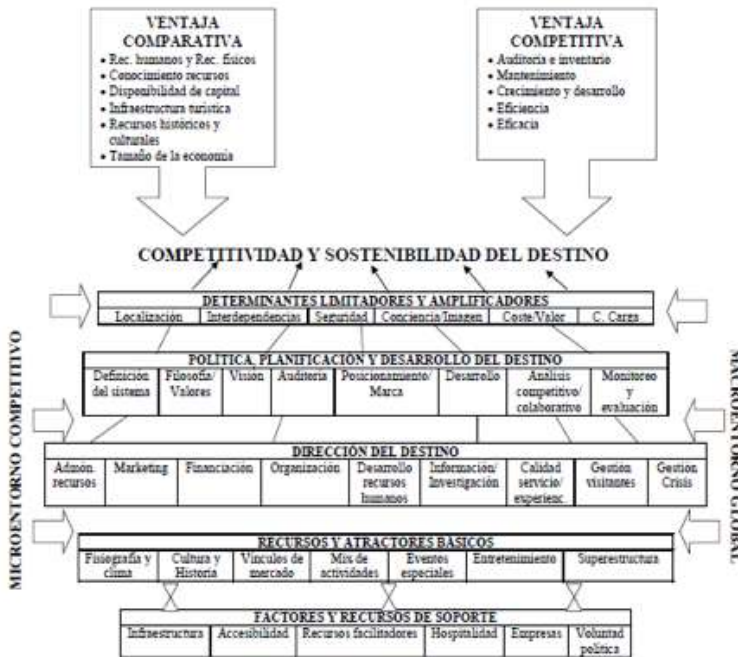 VENTAJA
COMPARATIVA
• Rec. humanos y Rec. físicos
• Conocimiento recursos
• Disponibilidad de capital
• Infraestructura turística
• Recursos históricos y
culturales
• Tamaño de la economía
VENTAJA
COMPETITIVA
• Auditoría e inventario
• Mantenimiento
• Crecimiento y desarrollo
• Eficiencia
• Eficacia
COMPETITIVIDAD Y SOSTENIBILIDAD DEL DESTINO
DETERMINANTES LIMITADORES Y AMPLIFICADORES
Localización
Interdependencias
Seguridad
Conciencia/Imagen
Coste/Valor
C. Carga
POLÍTICA, PLANIFICACIÓN Y DESARROLLO DEL DESTINO
Definición
del sistema
Filosofía/
Valores
Visión
Auditoría
Posicionamiento/
Marca
Desarrollo
Análisis
competitivo/
colaborativo
Monitoreo
y
evaluación
DIRECCIÓN DEL DESTINO
Admón.
recursos
Marketing
Financiación
Organización
Desarrollo
recursos
humanos
Información/
Investigación
Calidad
servicio/
experienc.
Gestión
visitantes
Gestión
Crisis
RECURSOS Y ATRACTORES BÁSICOS
Fisiografía y
clima
Cultura y
Historia
Vínculos de
mercado
Mix de
actividades
Eventos
especiales
Entretenimiento
Superestructura
FACTORES Y RECURSOS DE SOPORTE
Infraestructura
Accesibilidad
Recursos facilitadores
Hospitalidad
Empresas
Voluntad
política
MICROENTORNO COMPETITIVO
MACROENTORNO GLOBAL